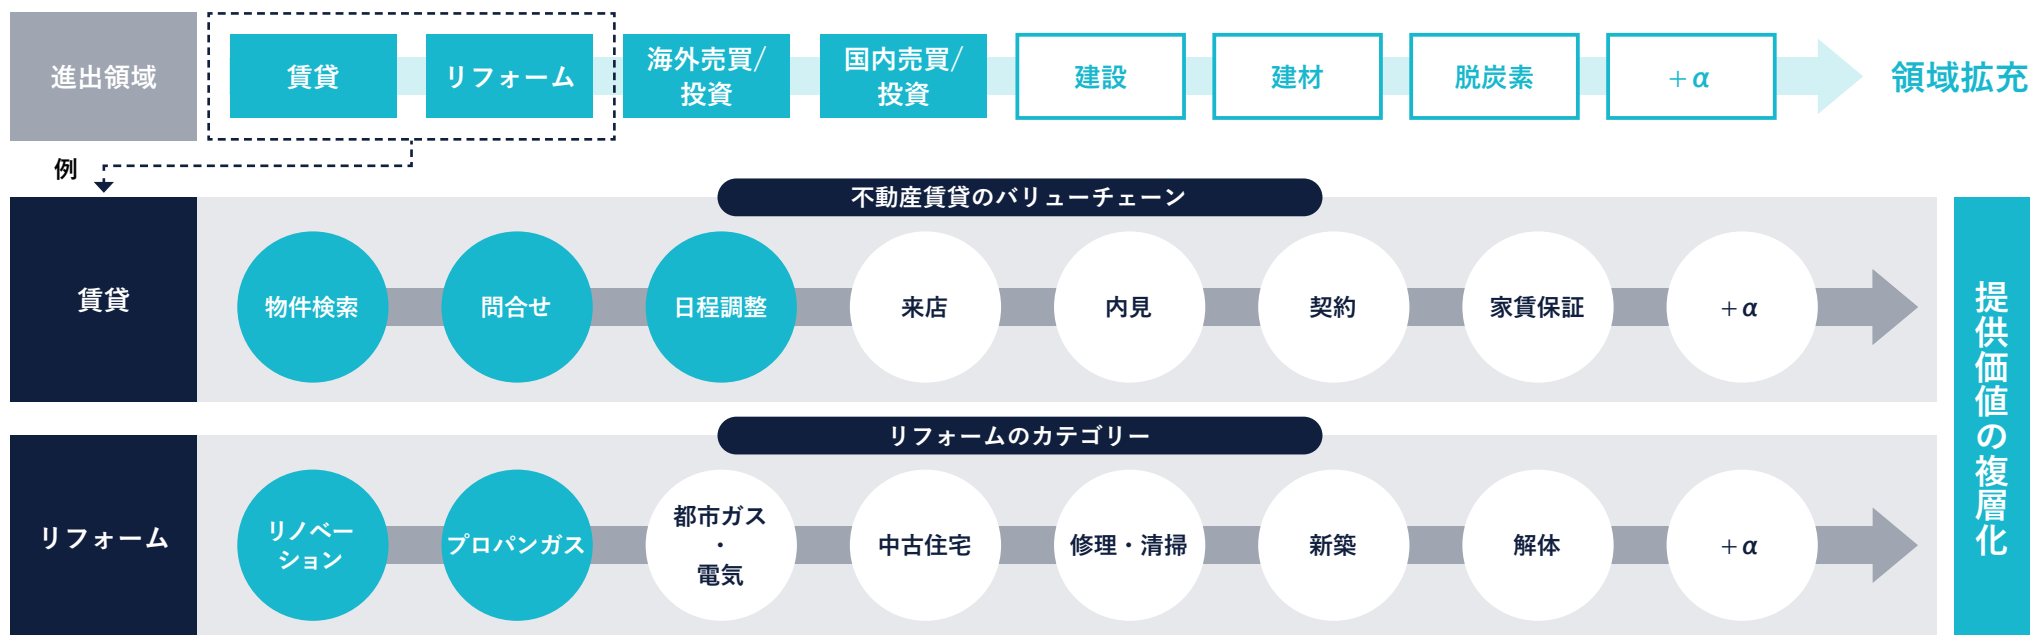 進出領域
賃貸
リフォーム
海外売買/
投資
国内売買/
投資
建設
建材
脱炭素
+α
領域拡充
例
不動産賃貸のバリューチェーン
賃貸
物件検索
問合せ
日程調整
来店
内見
契約
家賃保証
+α
リフォームのカテゴリー
リフォーム
リノベー
ション
プロパンガス
都市ガス
・
電気
中古住宅
修理・清掃
新築
解体
+α
提供価値の複層化